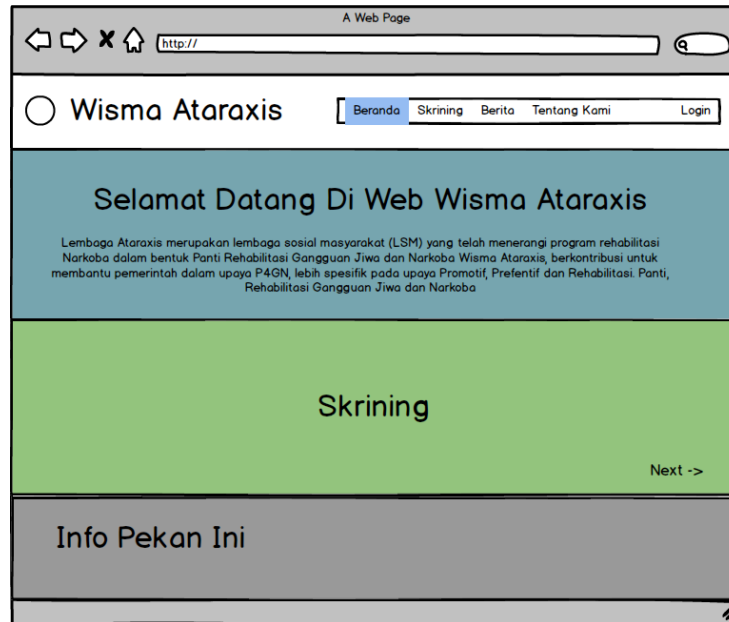 A Web Page
http://
Wisma Ataraxis
Beranda Skrining Berita Tentang Kami Login
Selamat Datang Di Web Wisma Ataraxis
Lembaga Ataraxis merupakan lembaga sosial masyarakat (LSM) yang telah menerangi program rehabilitasi
Narkoba dalam bentuk Panti Rehabilitasi Gangguan Jiwa dan Narkoba Wisma Ataraxis, berkontribusi untuk
membantu pemerintah dalam upaya P4GN, lebih spesifik pada upaya Promotif, Prefentif dan Rehabilitasi. Panti,
Rehabilitasi Gangguan Jiwa dan Narkoba
Skrining
Next ->
Info Pekan Ini